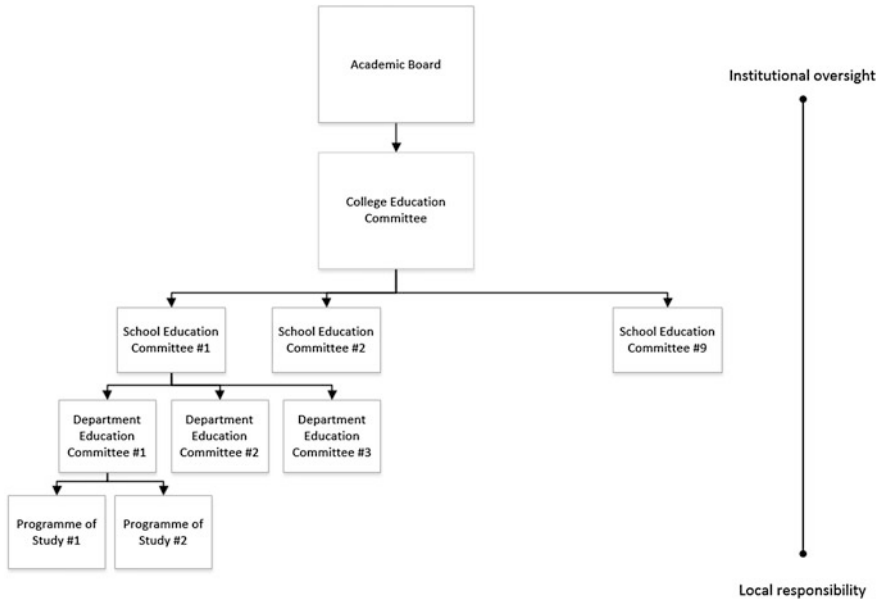 Academic Board
Institutional oversight
College Education
Committee
School Education
Committee #1
School Education
Committee #2
School Education
Committee #9
Department
Education
Committee #1
Department
Education
Committee #2
Department
Education
Committee #3
Programme of
Study #1
Programme of
Study #2
Local responsibility